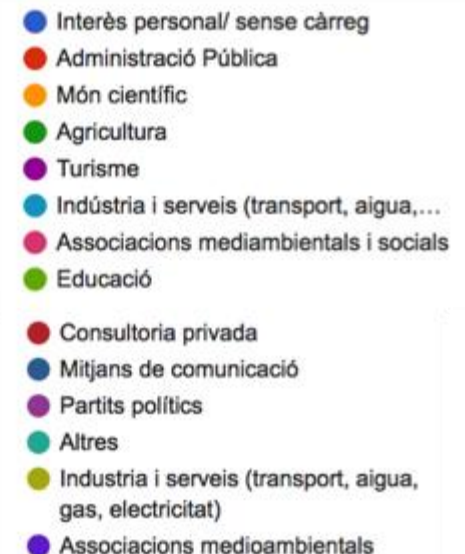 Interès personal/ sense càrreg
Administració Pública
Món científic
Agricultura
Turisme
Indústria i serveis (transport, aigua,...
Associacions mediambientals i socials
Educació
Consultoria privada
Mitjans de comunicació
Partits polítics
Altres
Industria i serveis (transport, aigua,
gas, electricitat)
Associacions medioambientals